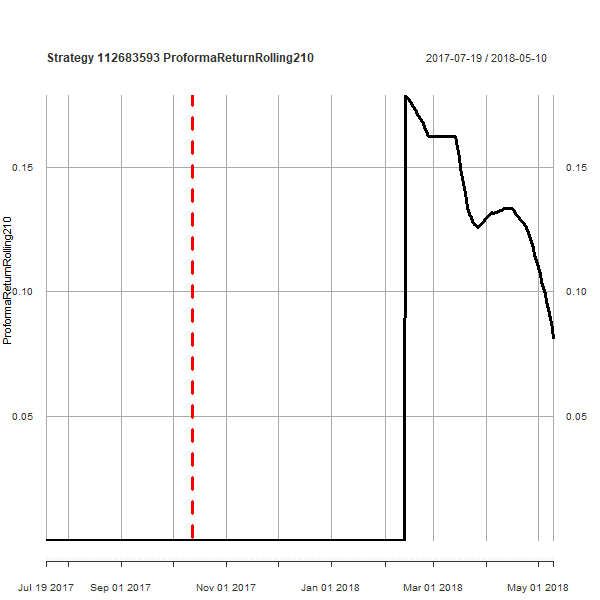 Strategy 112683593 ProformaReturnRolling210
2017-07-19 / 2018-05-10
ProformaReturnRolling210
0.15
0.15
0.10
0.10
0.05
0.05
Jul 19 2017
Sep 01 2017
Nov 01 2017
Jan 01 2018
Mar 01 2018
May 01 2018